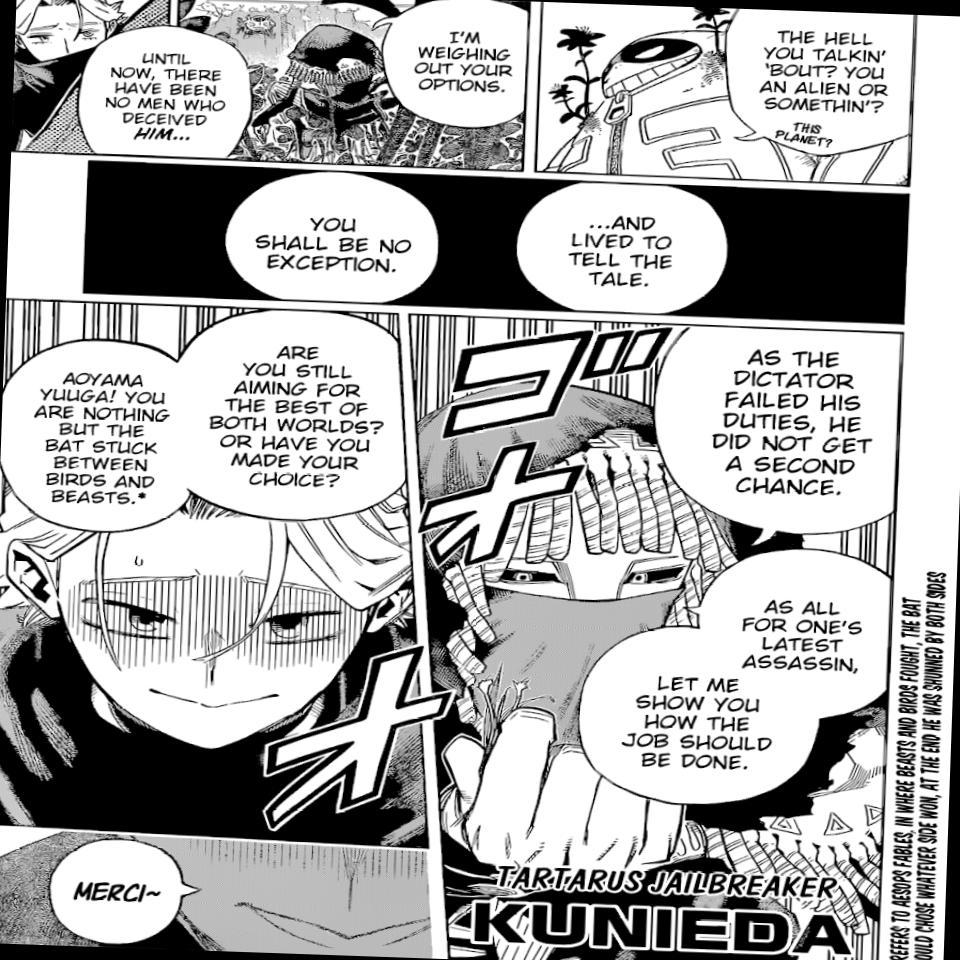 THE HELL
YOU TALKIN'
'BOUT? YOU
AN ALIEN OR
SOMETHIN'?
THIS
PLANET?
I'M
WEIGHING
OUT YOUR
OPTIONS.
UNTIL
NOW, THERE
HAVE BEEN
NO MEN WHO
DECEIVED
HIM...
...AND
LIVED TO
TELL THE
TALE.
YOU
SHALL BE NO
EXCEPTION.
AS THE
DICTATOR
FAILED HIS
DUTIES, HE
DID NOT GET
A SECOND
CHANCE.
AS ALL
FOR ONE'S
LATEST
ASSASSIN,
LET ME
SHOW YOU
HOW THE
JOB SHOULD
BE DONE.
ゴ
オ
オ
TARTARUS JAILBREAKER
KUNIEDA
ARE
YOU STILL
AIMING FOR
THE BEST OF
BOTH WORLDS?
OR HAVE YOU
MADE YOUR
CHOICE?
AOYAMA
YUUGA! YOU
ARE NOTHING
BUT THE
BAT STUCK
BETWEEN
BIRDS AND
BEASTS.*
MERCI~
REFERS TO AESOPS FABLES, IN WHERE BEASTS AND BIRDS FOUGHT, THE BAT
OULD CHOSE WHATEVER SIDE WON, AT THE END HE WAS SHUNNED BY BOTH SIDES